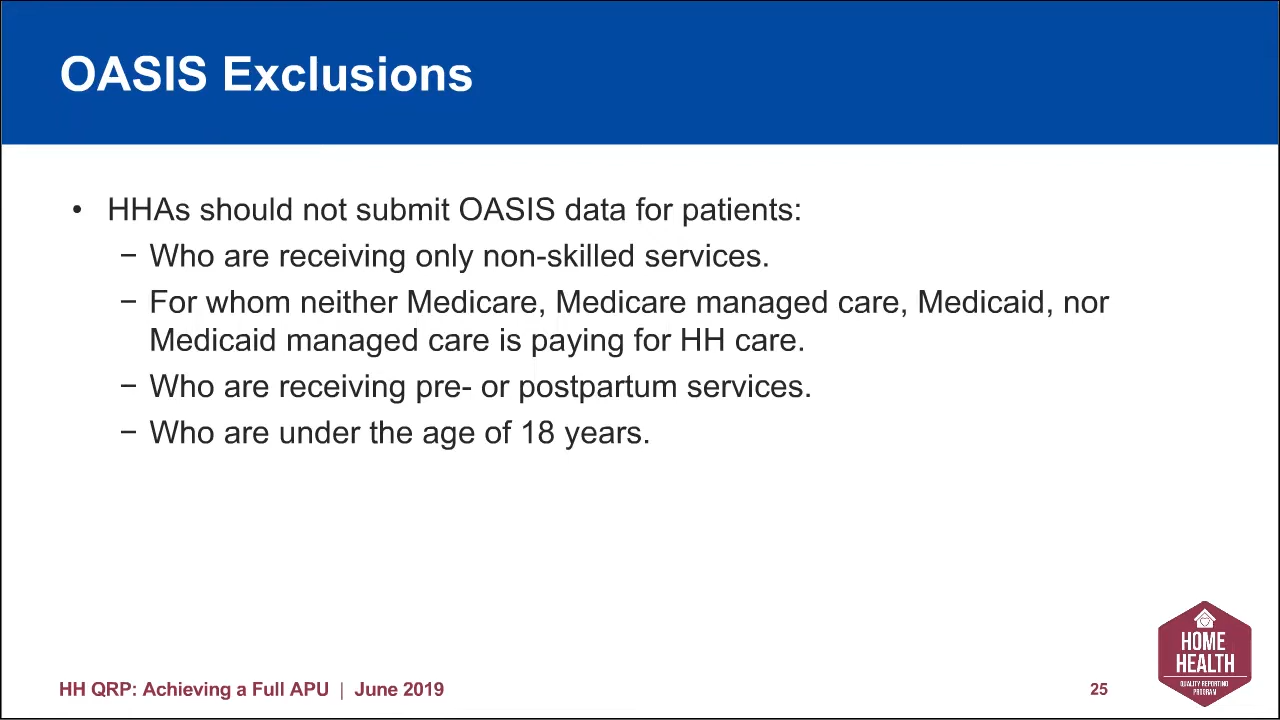 OASIS Exclusions
• HHAs should not submit OASIS data for patients:
− Who are receiving only non-skilled services.
− For whom neither Medicare, Medicare managed care, Medicaid, nor
Medicaid managed care is paying for HH care.
− Who are receiving pre- or postpartum services.
− Who are under the age of 18 years.
HH QRP: Achieving a Full APU | June 2019
25
HOME
HEALTH
QUALITY REPORTING
PROGRAM